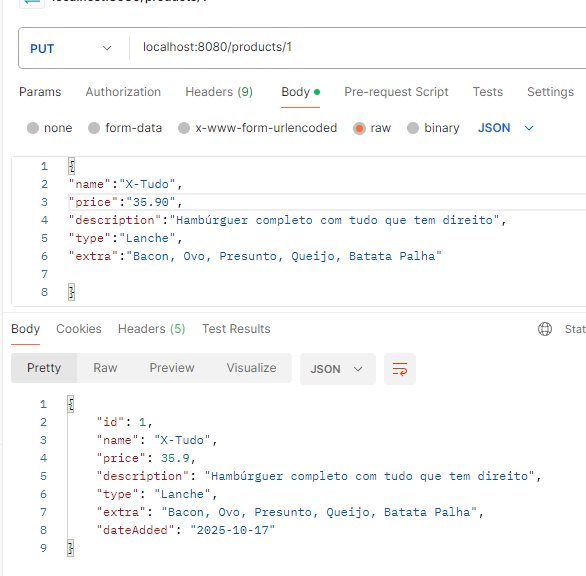 PUT localhost:8080/products/1
Params Authorization Headers (9) Body Pre-request Script Tests Settings
none form-data x-www-form-urlencoded raw binary JSON
1 {
2 "name":"X-Tudo",
3 "price":"35.90",
4 "description":"Hambúrguer completo com tudo que tem direito",
5 "type":"Lanche",
6 "extra":"Bacon, Ovo, Presunto, Queijo, Batata Palha"
7
8 }
Body Cookies Headers (5) Test Results Stat
Pretty Raw Preview Visualize JSON
1 {
2 "id": 1,
3 "name": "X-Tudo",
4 "price": 35.9,
5 "description": "Hambúrguer completo com tudo que tem direito",
6 "type": "Lanche",
7 "extra": "Bacon, Ovo, Presunto, Queijo, Batata Palha",
8 "dateAdded": "2025-10-17"
9 }